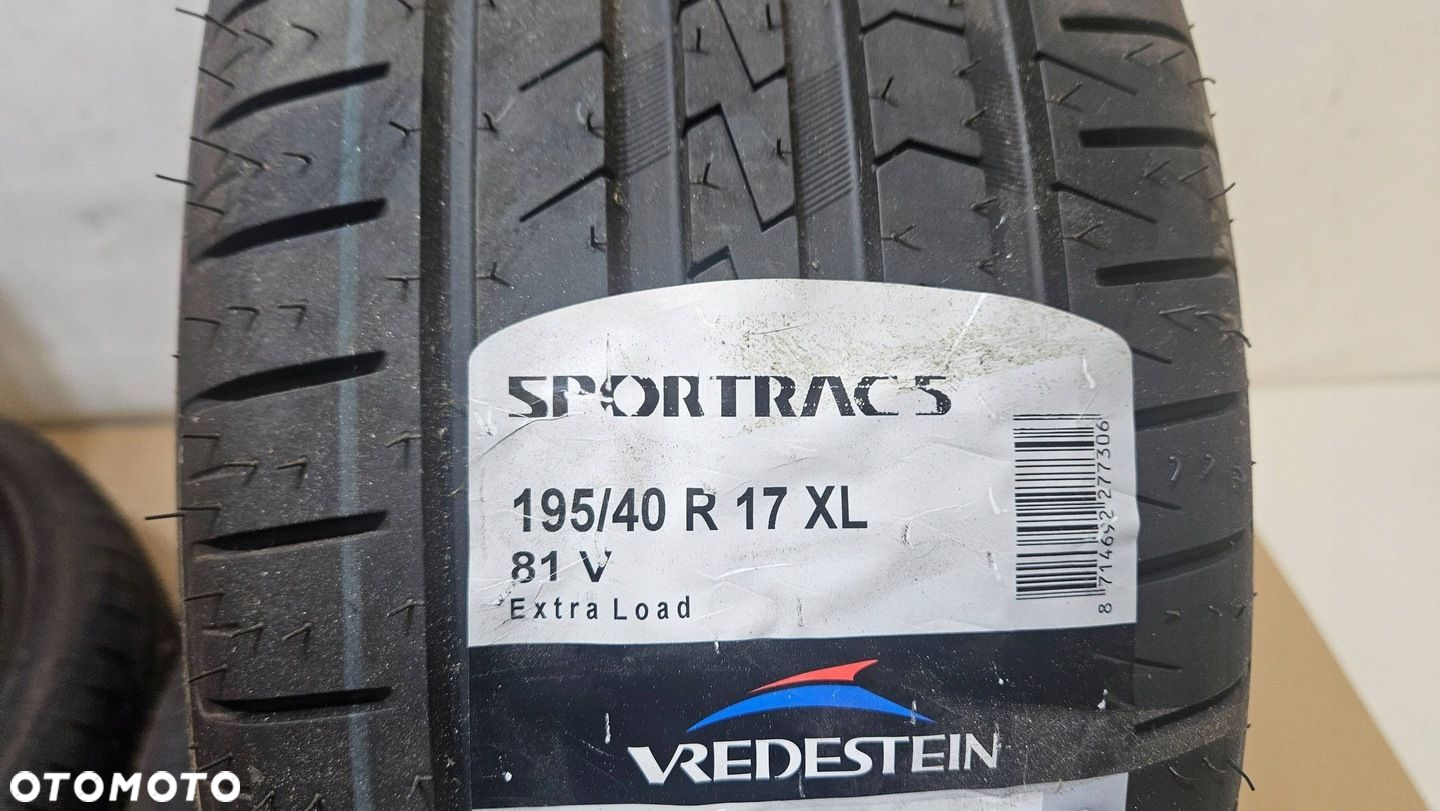 SPORTRAC 5
195/40 R 17 XL
81 V
Extra Load
8 714692 277306
VREDESTEIN
OTOMOTO